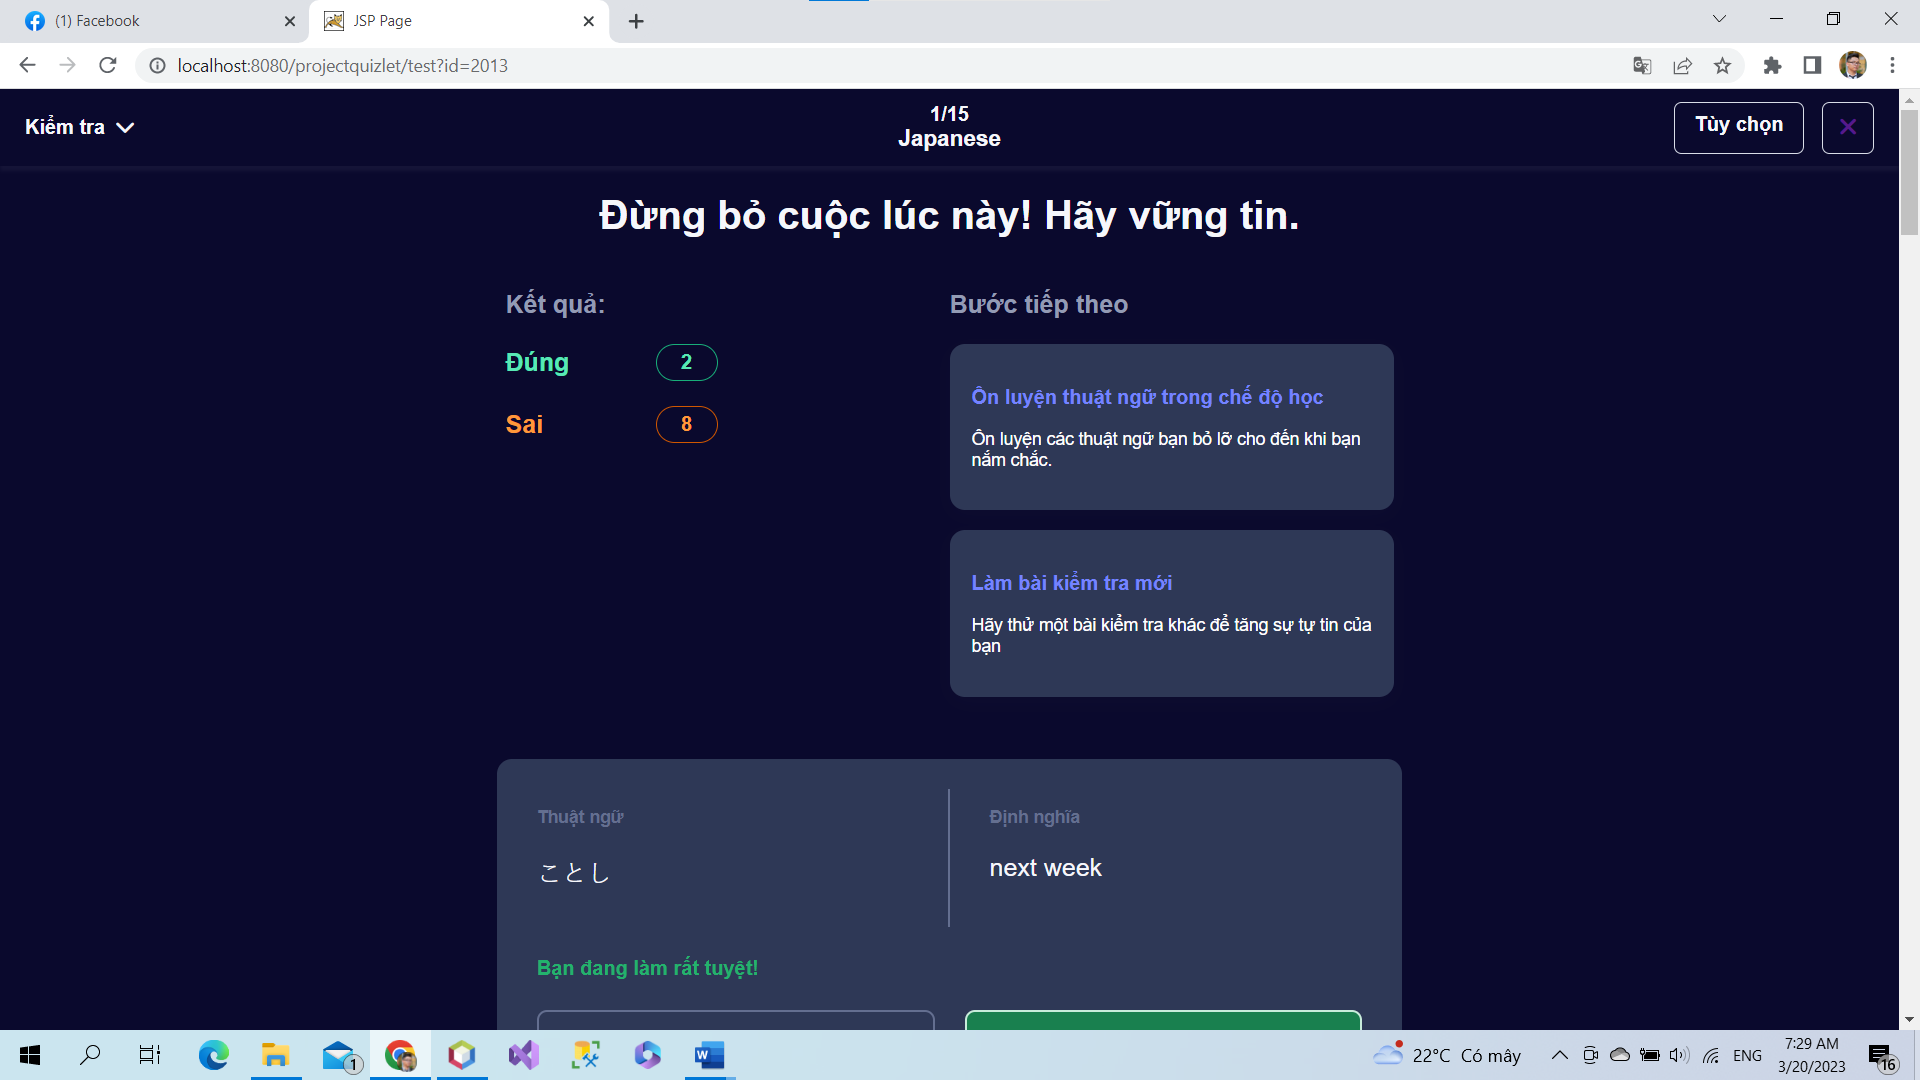 (1) Facebook
JSP Page
localhost:8080/projectquizlet/test?id=2013
Kiểm tra
1/15
Japanese
Tùy chọn
Đừng bỏ cuộc lúc này! Hãy vững tin.
Kết quả:
Đúng 2
Sai 8
Bước tiếp theo
Ôn luyện thuật ngữ trong chế độ học
Ôn luyện các thuật ngữ bạn bỏ lỡ cho đến khi bạn
nắm chắc.
Làm bài kiểm tra mới
Hãy thử một bài kiểm tra khác để tăng sự tự tin của
bạn
Thuật ngữ
ことし
Định nghĩa
next week
Bạn đang làm rất tuyệt!
1
W
22°C Có mây
ENG
7:29 AM
3/20/2023
16